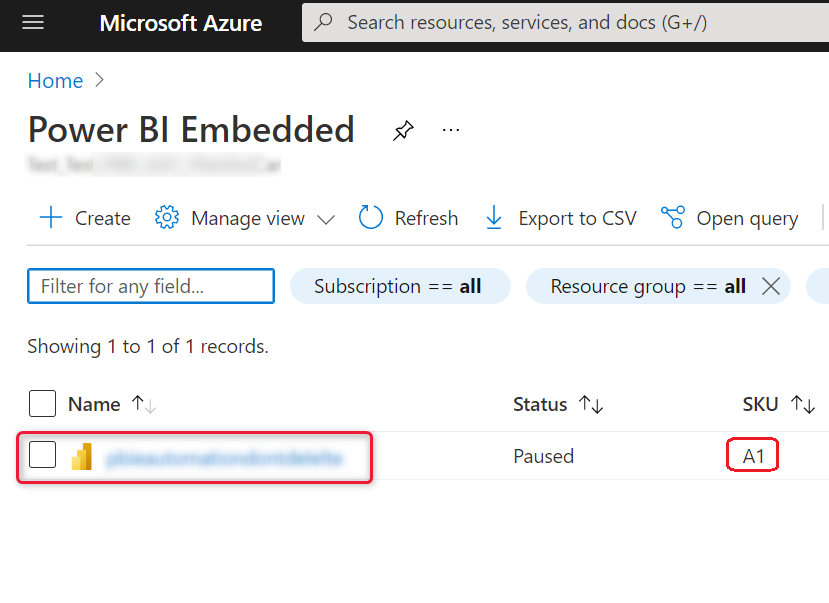 Microsoft Azure
Search resources, services, and docs (G+/)
Home
Power BI Embedded
Create
Manage view
Refresh
Export to CSV
Open query
Filter for any field...
Subscription == all
Resource group == all
Showing 1 to 1 of 1 records.
Name
Status
SKU
Paused
A1